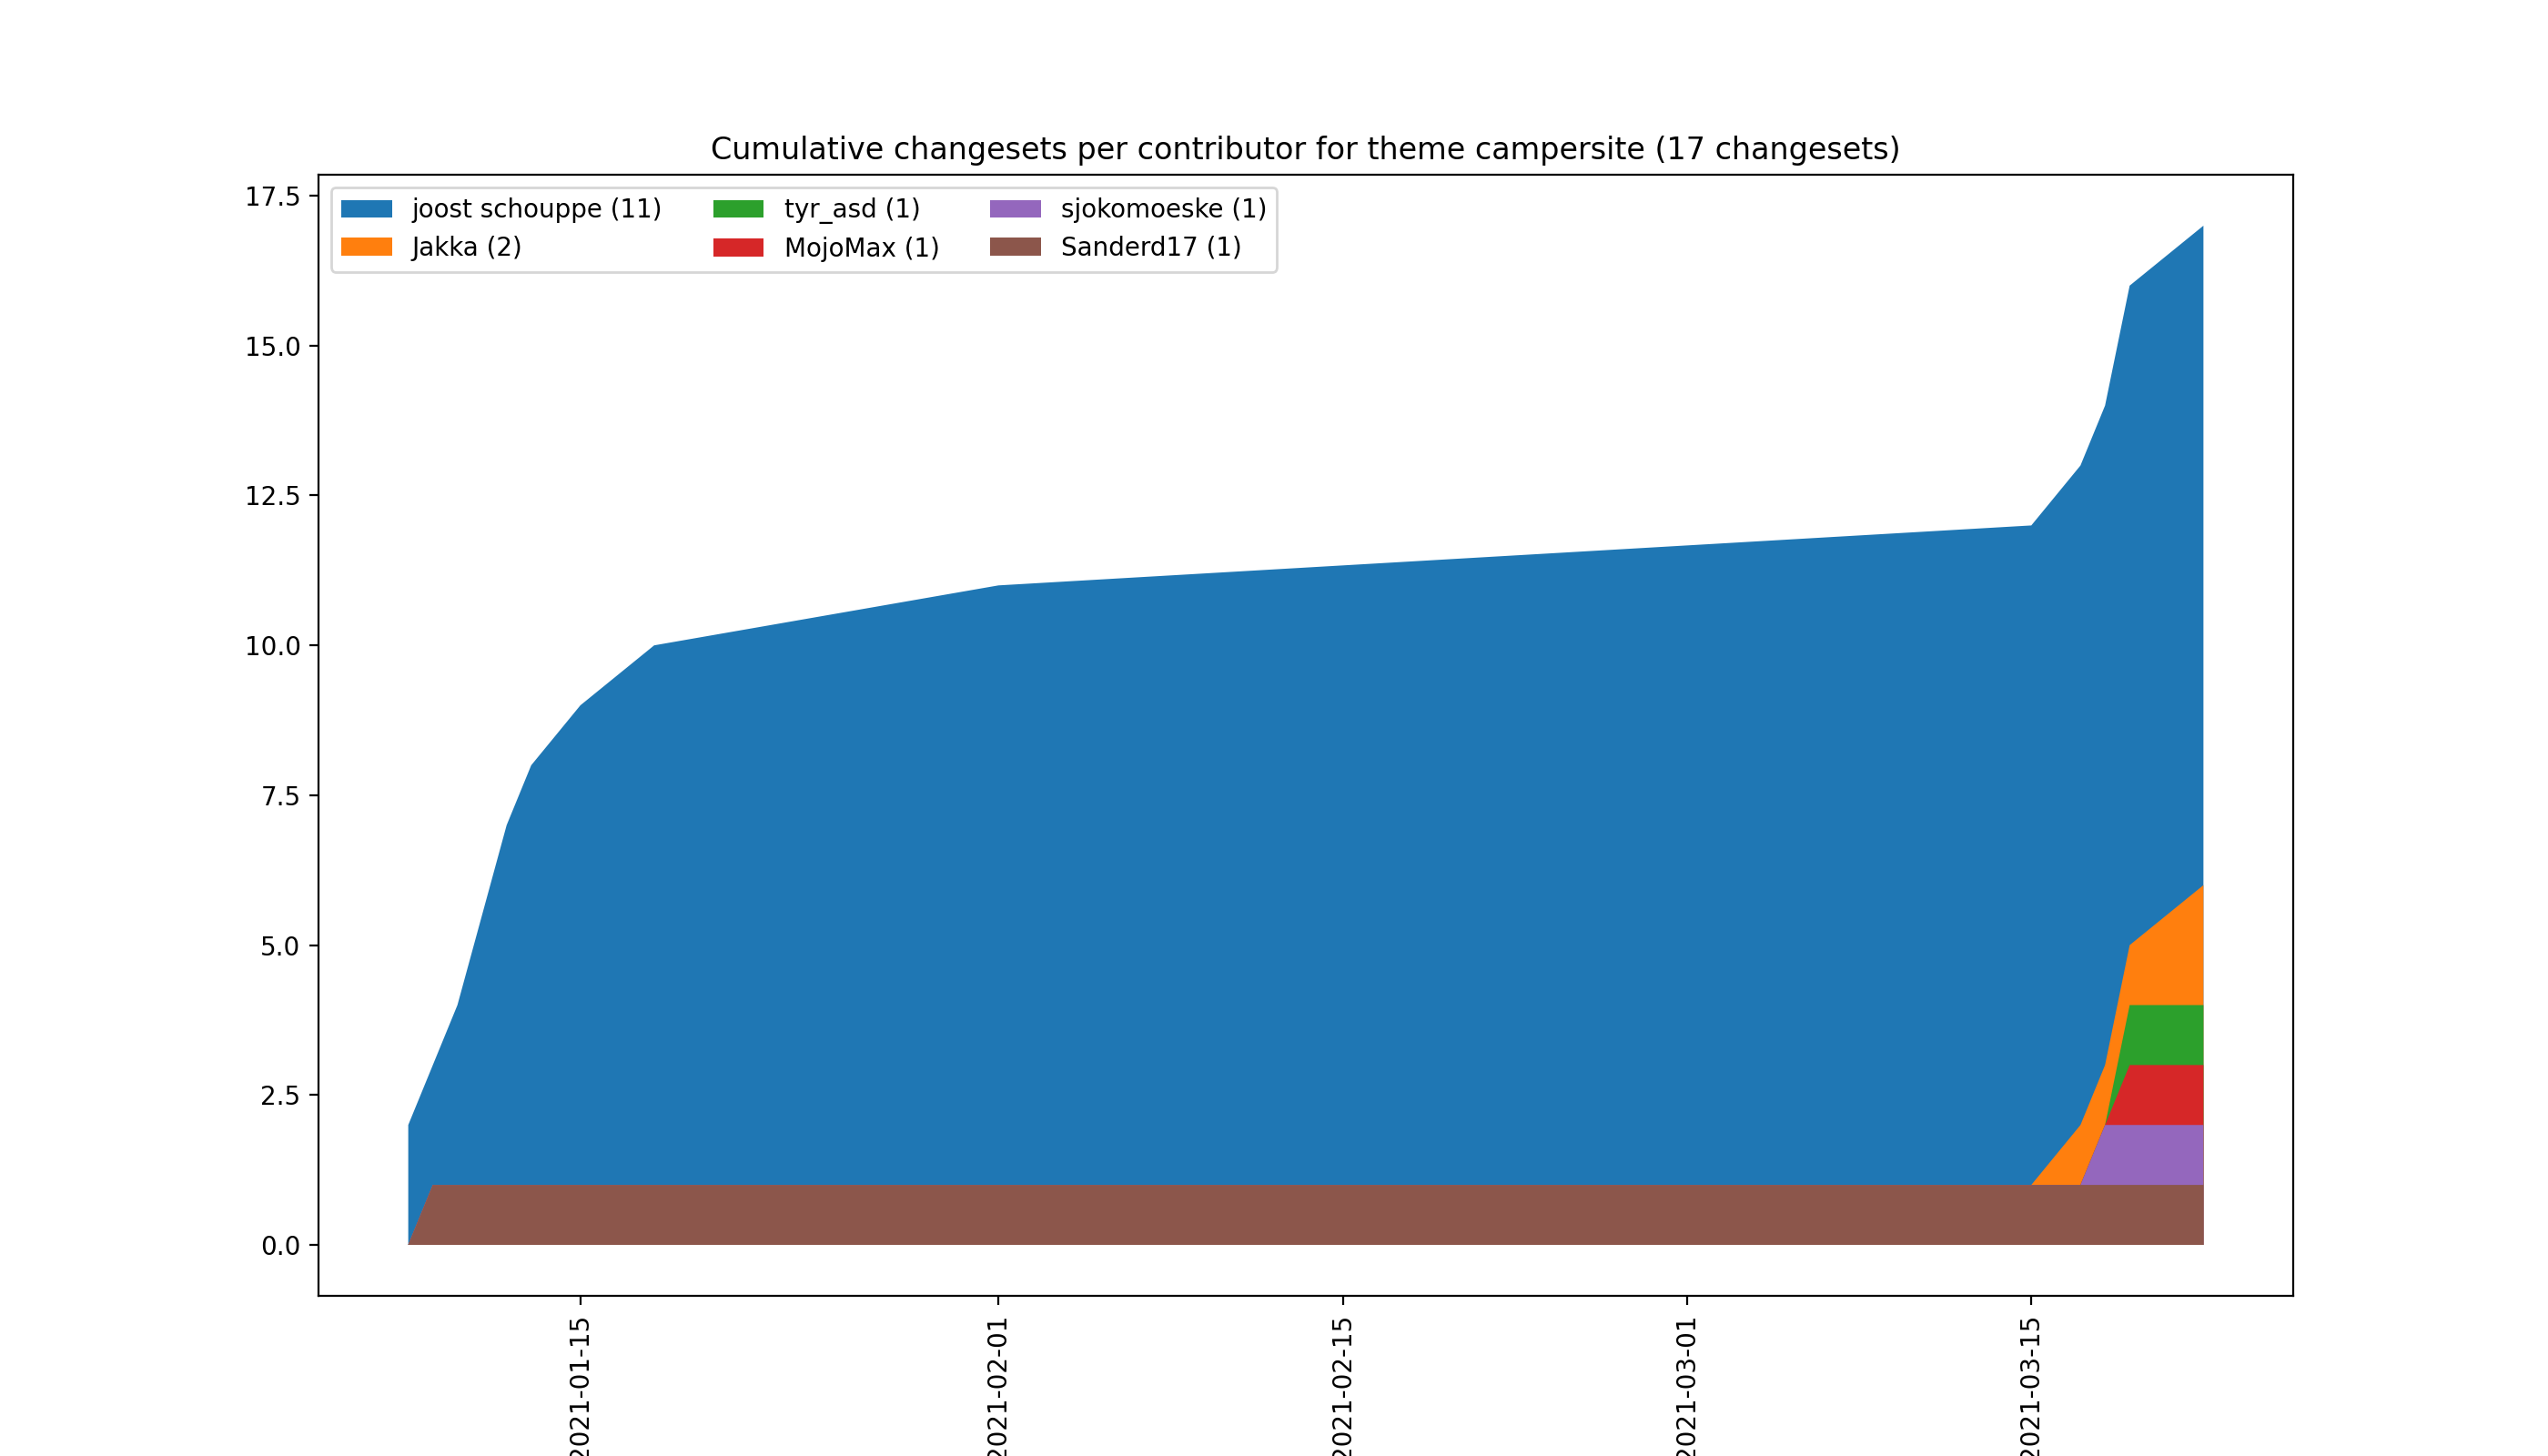 Cumulative changesets per contributor for theme campersite (17 changesets)
joost schouppe (11)
Jakka (2)
tyr_asd (1)
MojoMax (1)
sjokomoeske (1)
Sanderd17 (1)
17.5
15.0
12.5
10.0
7.5
5.0
2.5
0.0
2021-01-15
2021-02-01
2021-02-15
2021-03-01
2021-03-15